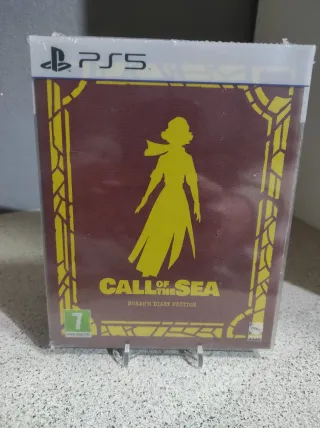 PS5
CALL OF THE SEA
NORAH'S DIARY EDITION
7